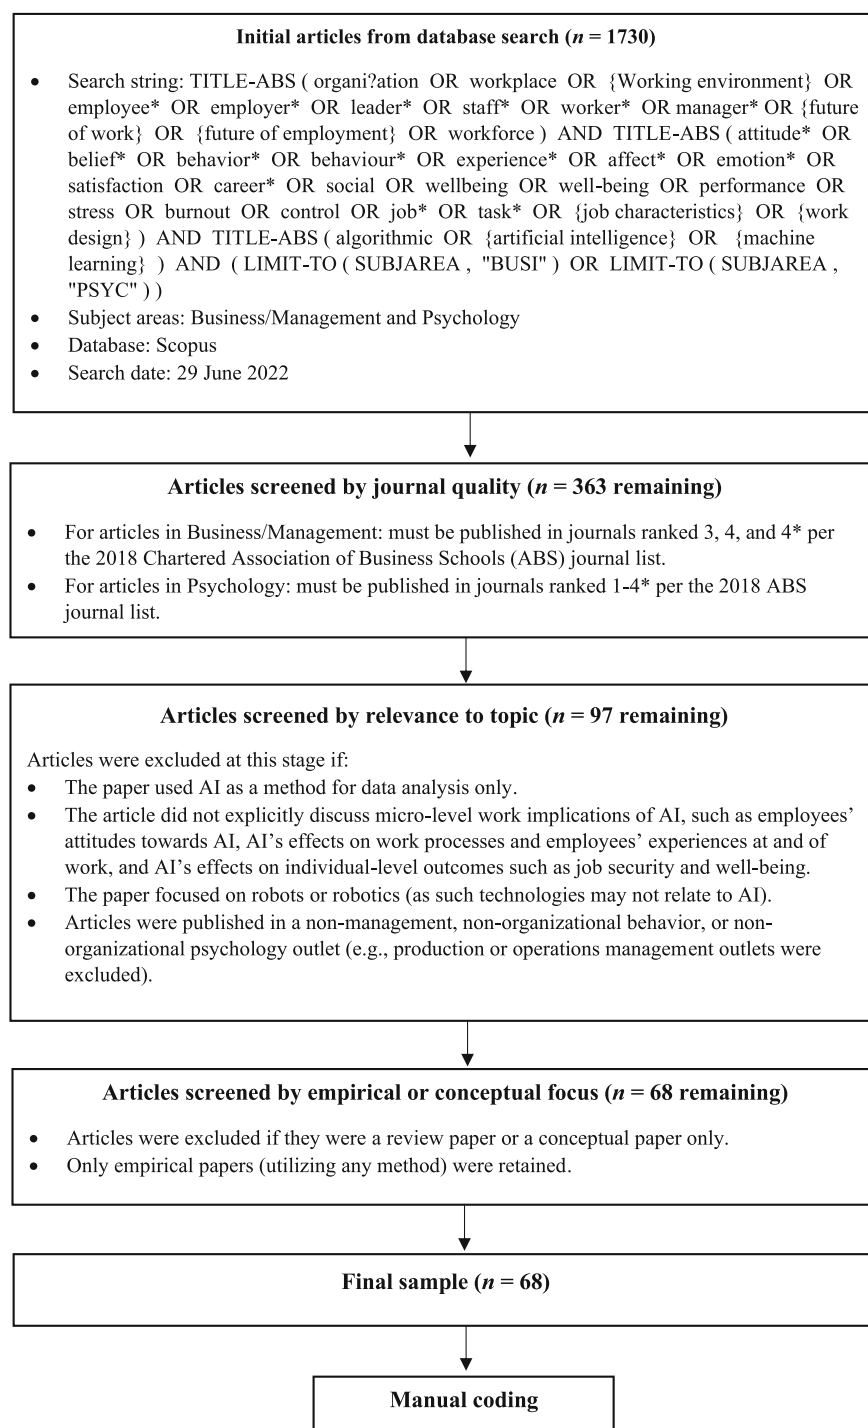 Initial articles from database search (n = 1730)
• Search string: TITLE-ABS ( organi?ation OR workplace OR {Working environment} OR
employee* OR employer* OR leader* OR staff* OR worker* OR manager* OR {future
of work} OR {future of employment} OR workforce ) AND TITLE-ABS ( attitude* OR
belief* OR behavior* OR behaviour* OR experience* OR affect* OR emotion* OR
satisfaction OR career* OR social OR wellbeing OR well-being OR performance OR
stress OR burnout OR control OR job* OR task* OR {job characteristics} OR {work
design} ) AND TITLE-ABS ( algorithmic OR {artificial intelligence} OR {machine
learning} ) AND ( LIMIT-TO ( SUBJAREA , "BUSI" ) OR LIMIT-TO ( SUBJAREA ,
"PSYC" ) )
• Subject areas: Business/Management and Psychology
• Database: Scopus
• Search date: 29 June 2022
Articles screened by journal quality (n = 363 remaining)
• For articles in Business/Management: must be published in journals ranked 3, 4, and 4* per
the 2018 Chartered Association of Business Schools (ABS) journal list.
• For articles in Psychology: must be published in journals ranked 1-4* per the 2018 ABS
journal list.
Articles screened by relevance to topic (n = 97 remaining)
Articles were excluded at this stage if:
• The paper used AI as a method for data analysis only.
• The article did not explicitly discuss micro-level work implications of AI, such as employees'
attitudes towards AI, AI's effects on work processes and employees' experiences at and of
work, and AI's effects on individual-level outcomes such as job security and well-being.
• The paper focused on robots or robotics (as such technologies may not relate to AI).
• Articles were published in a non-management, non-organizational behavior, or non-
organizational psychology outlet (e.g., production or operations management outlets were
excluded).
Articles screened by empirical or conceptual focus (n = 68 remaining)
• Articles were excluded if they were a review paper or a conceptual paper only.
• Only empirical papers (utilizing any method) were retained.
Final sample (n = 68)
Manual coding